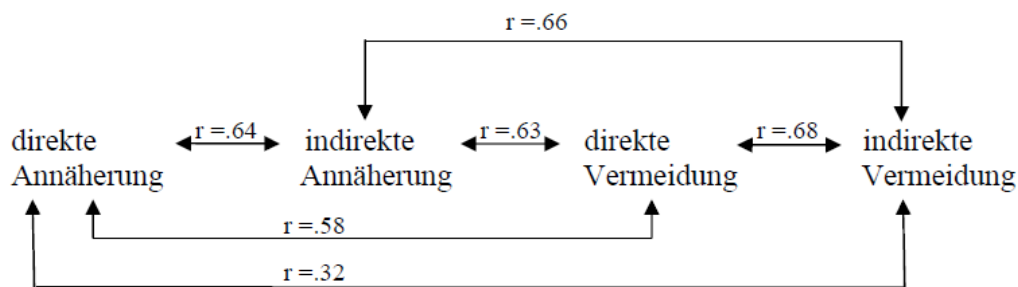 r =.66
direkte
Annäherung
r =.64
indirekte
Annäherung
r =.63
direkte
Vermeidung
r =.68
indirekte
Vermeidung
r =.58
r =.32